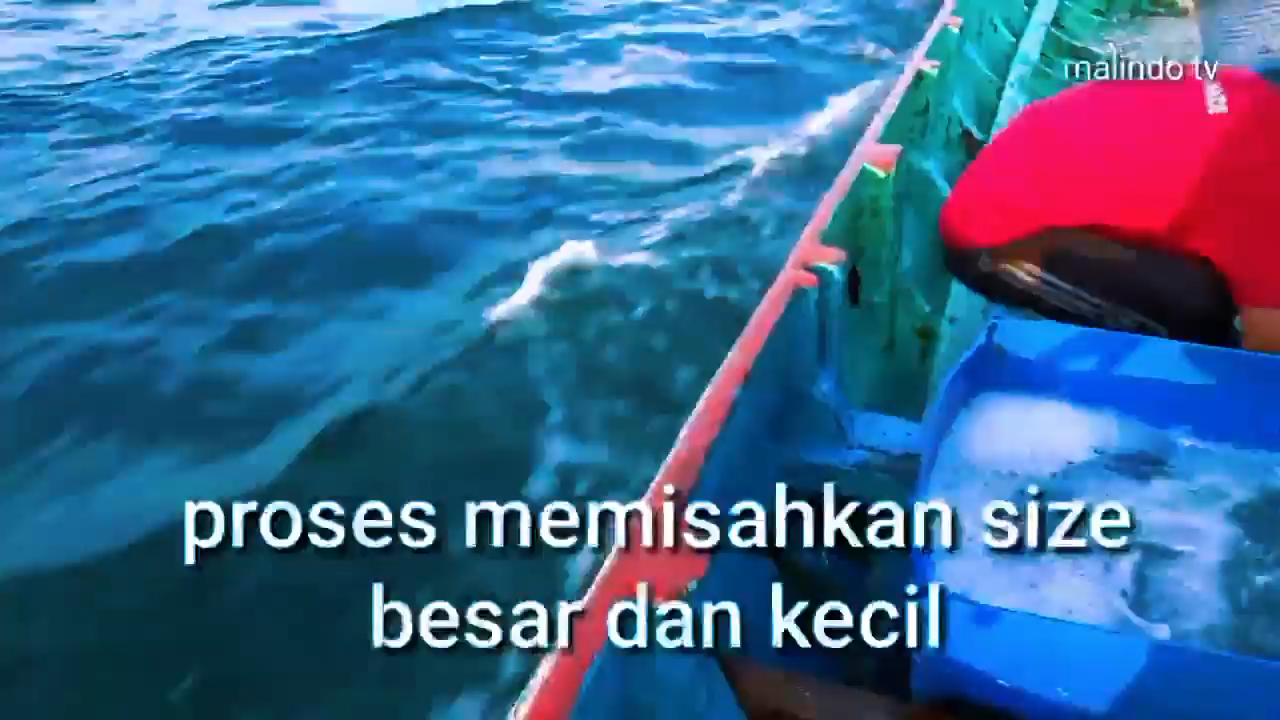 malindo tv
proses memisahkan size
besar dan kecil